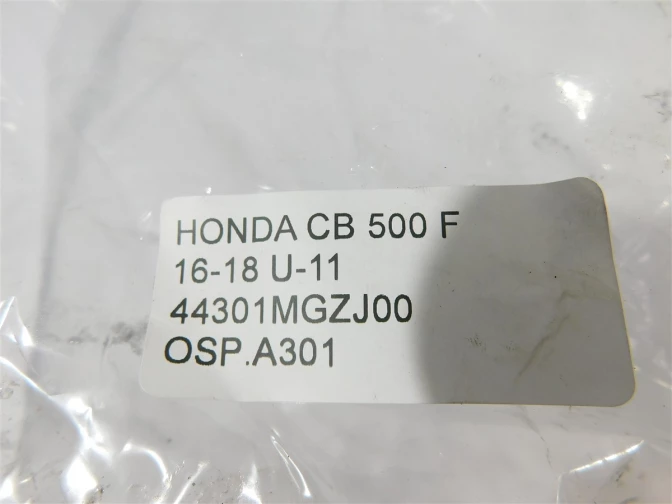 HONDA CB 500 F
16-18 U-11
44301MGZJ00
OSP.A301